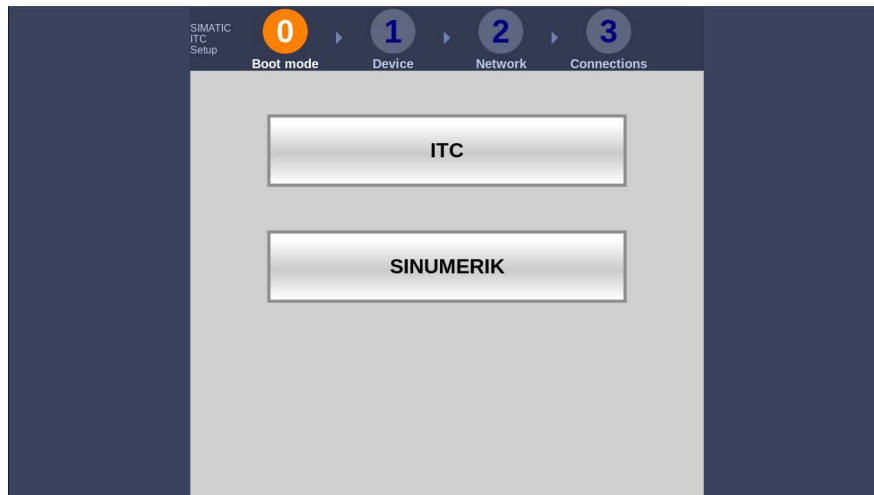 SIMATIC
ITC
Setup
0 1 2 3
Boot mode Device Network Connections
ITC
SINUMERIK